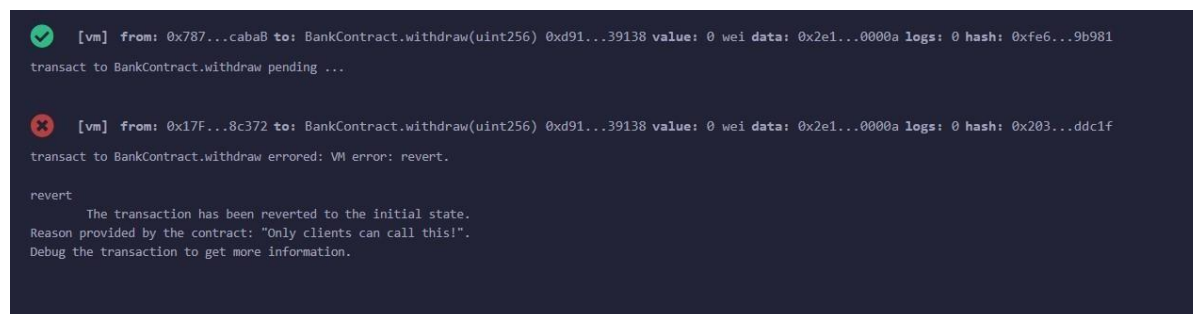 [vm] from: 0x787...cabaB to: BankContract.withdraw(uint256) 0xd91...39138 value: 0 wei data: 0x2e1...0000a logs: 0 hash: 0xfe6...9b981
transact to BankContract.withdraw pending ...
[vm] from: 0x17F...8c372 to: BankContract.withdraw(uint256) 0xd91...39138 value: 0 wei data: 0x2e1...0000a logs: 0 hash: 0x203...ddc1f
transact to BankContract.withdraw errored: VM error: revert.
revert
The transaction has been reverted to the initial state.
Reason provided by the contract: "Only clients can call this!".
Debug the transaction to get more information.